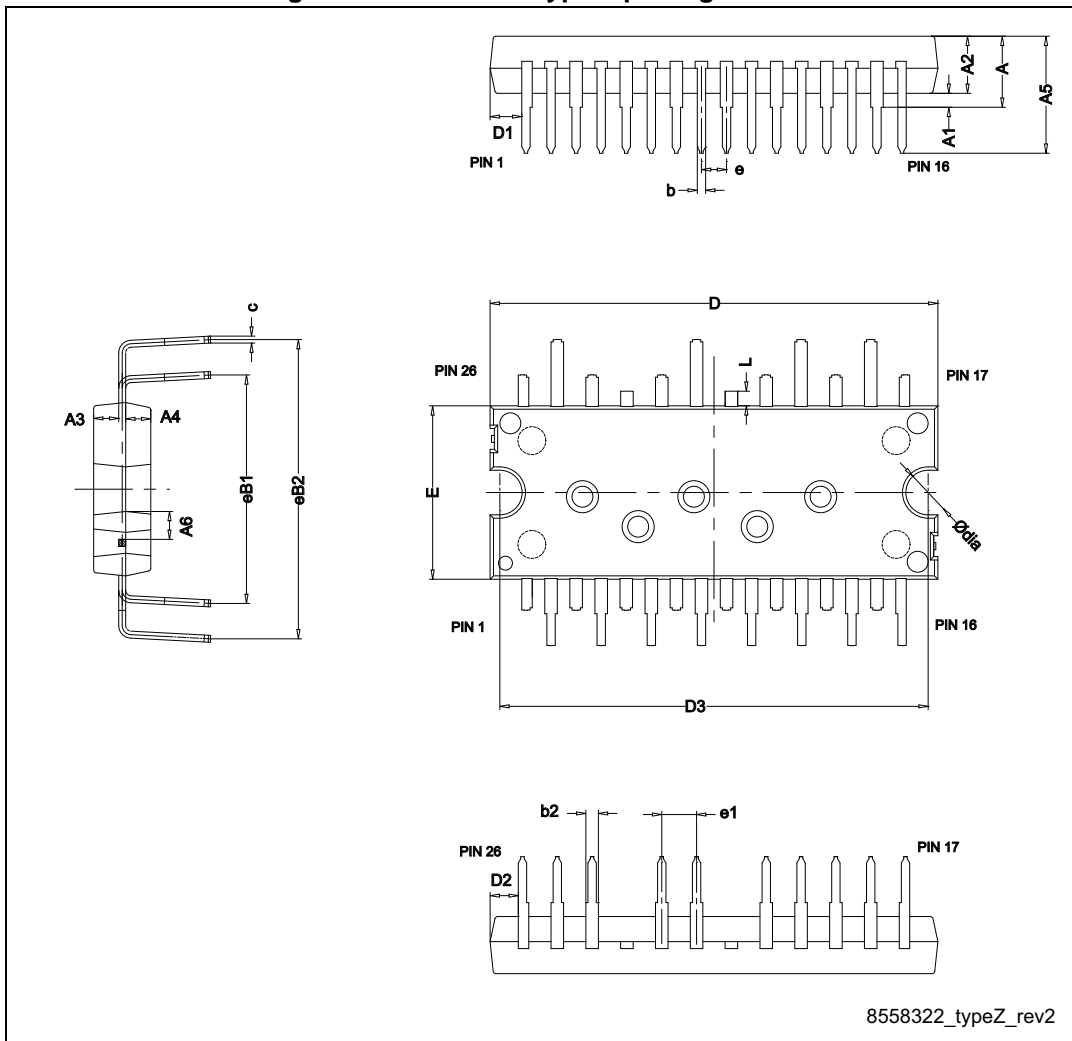 A2
A
A5
D1
A1
PIN 1
PIN 16
e
b
c
D
L
PIN 26
PIN 17
A3
A4
eB1
eB2
E
A6
Ødia
PIN 1
PIN 16
D3
b2
e1
PIN 26
PIN 17
D2
8558322_typeZ_rev2